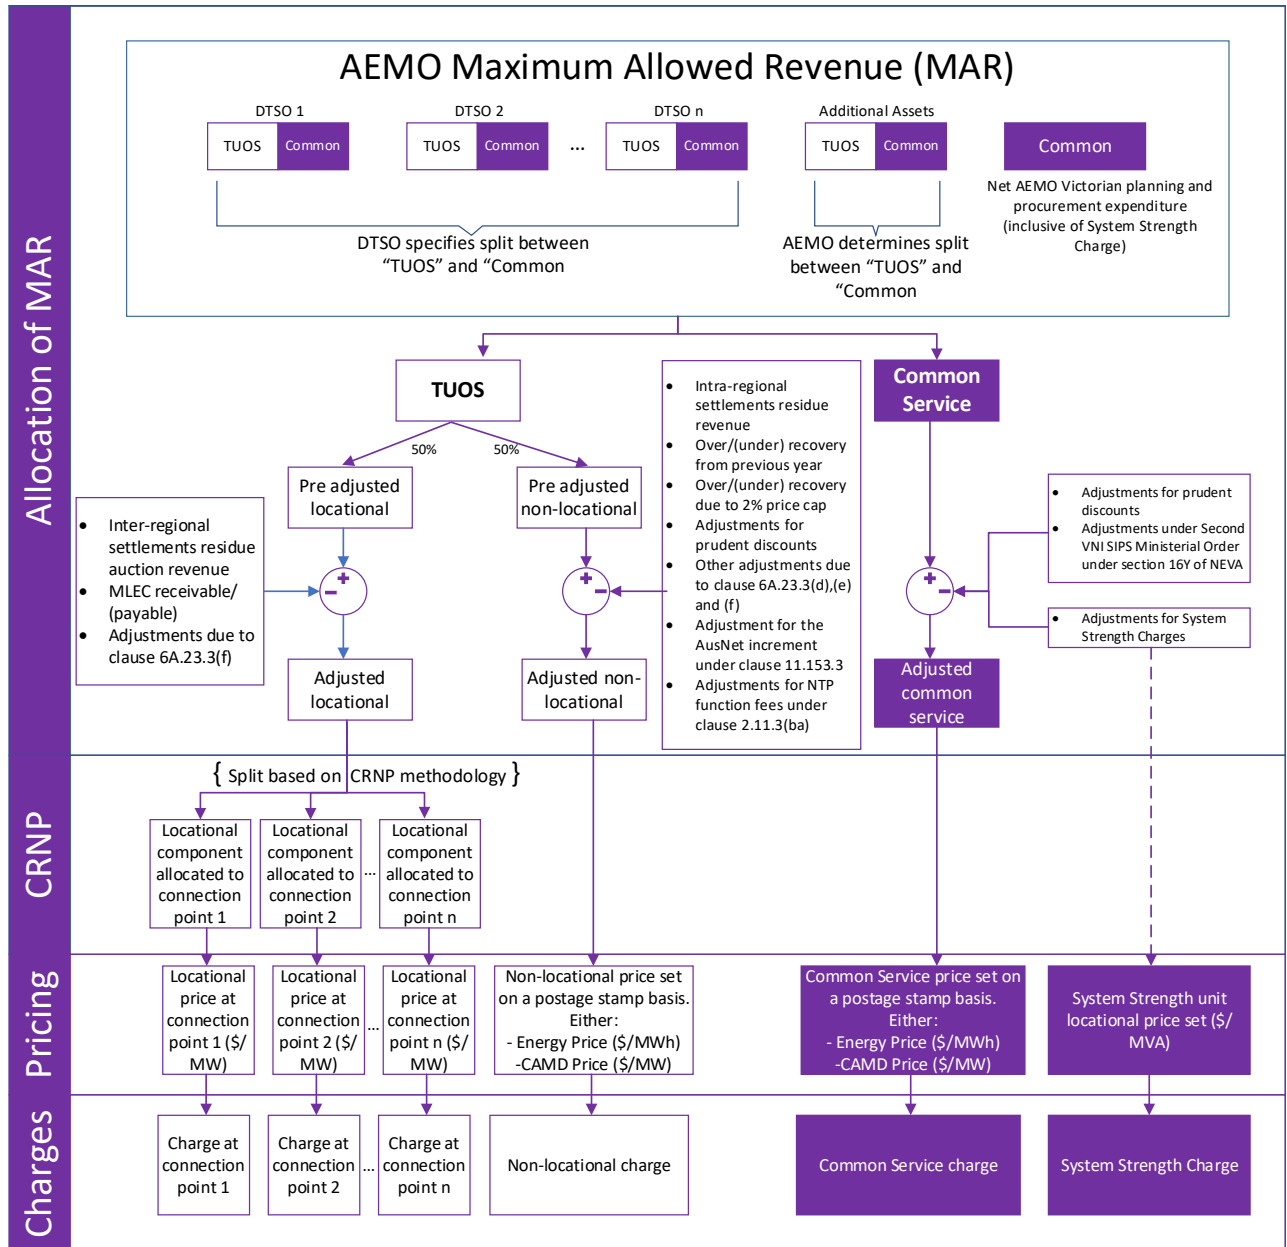 Allocation of MAR
AEMO Maximum Allowed Revenue (MAR)
DTSO 1
DTSO 2
DTSO n
Additional Assets
TUOS
Common
TUOS
Common
...
TUOS
Common
TUOS
Common
Common
Net AEMO Victorian planning and
procurement expenditure
(inclusive of System Strength
Charge)
DTSO specifies split between
“TUOS” and “Common
AEMO determines split
between “TUOS” and
“Common
TUOS
Common
Service
50%
50%
Pre adjusted
locational
Pre adjusted
non-locational
• Inter-regional
settlements residue
auction revenue
• MLEC receivable/
(payable)
• Adjustments due to
clause 6A.23.3(f)
+
−
+
−
• Intra-regional
settlements residue
revenue
• Over/(under) recovery
from previous year
• Over/(under) recovery
due to 2% price cap
• Adjustments for
prudent discounts
• Other adjustments due
to clause 6A.23.3(d),(e)
and (f)
• Adjustment for the
AusNet increment
under clause 11.153.3
• Adjustments for NTP
function fees under
clause 2.11.3(ba)
+
−
• Adjustments for prudent
discounts
• Adjustments under Second
VNI SIPS Ministerial Order
under section 16Y of NEVA
• Adjustments for System
Strength Charges
Adjusted
locational
Adjusted non-
locational
Adjusted
common
service
CRNP
{ Split based on CRNP methodology }
Locational
component
allocated to
connection
point 1
Locational
component
allocated to
connection
point 2
...
Locational
component
allocated to
connection
point n
Pricing
Locational
price at
connection
point 1 ($/
MW)
Locational
price at
connection
point 2 ($/
MW)
...
Locational
price at
connection
point n ($/
MW)
Non-locational price set
on a postage stamp basis.
Either:
- Energy Price ($/MWh)
-CAMD Price ($/MW)
Common Service price set on
a postage stamp basis.
Either:
- Energy Price ($/MWh)
-CAMD Price ($/MW)
System Strength unit
locational price set ($/
MVA)
Charges
Charge at
connection
point 1
Charge at
connection
point 2
...
Charge at
connection
point n
Non-locational charge
Common Service charge
System Strength Charge